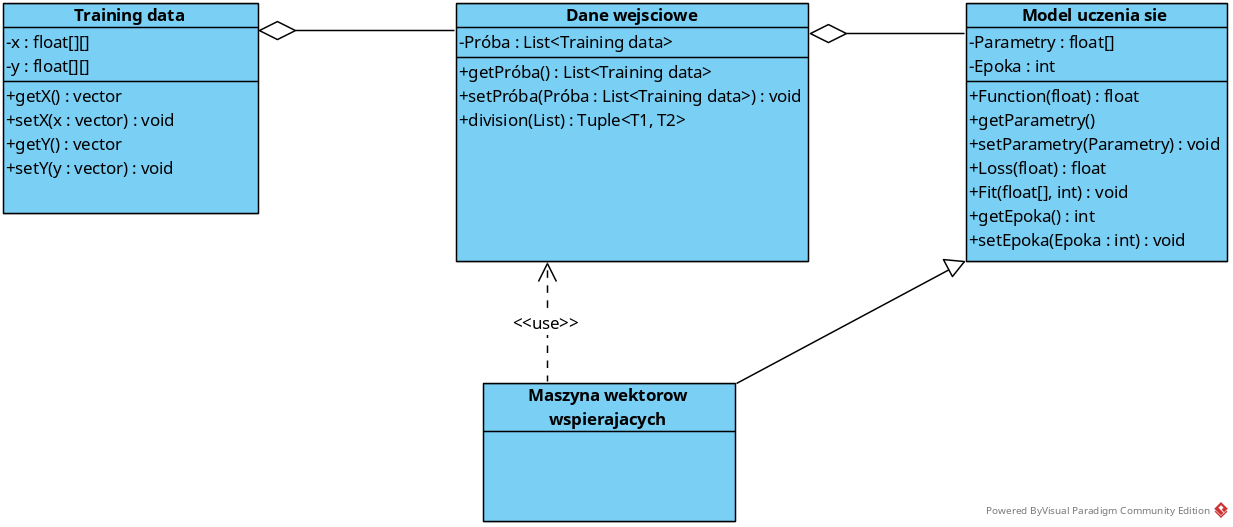 Training data
-x : float[][]
-y : float[][]
+getX() : vector
+setX(x : vector) : void
+getY() : vector
+setY(y : vector) : void
Dane wejsciowe
-Próba : List<Training data>
+getPróba() : List<Training data>
+setPróba(Próba : List<Training data>) : void
+division(List) : Tuple<T1, T2>
Model uczenia sie
-Parametry : float[]
-Epoka : int
+Function(float) : float
+getParametry()
+setParametry(Parametry) : void
+Loss(float) : float
+Fit(float[], int) : void
+getEpoka() : int
+setEpoka(Epoka : int) : void
<<use>>
Maszyna wektorow
wspierajacych
Powered ByVisual Paradigm Community Edition